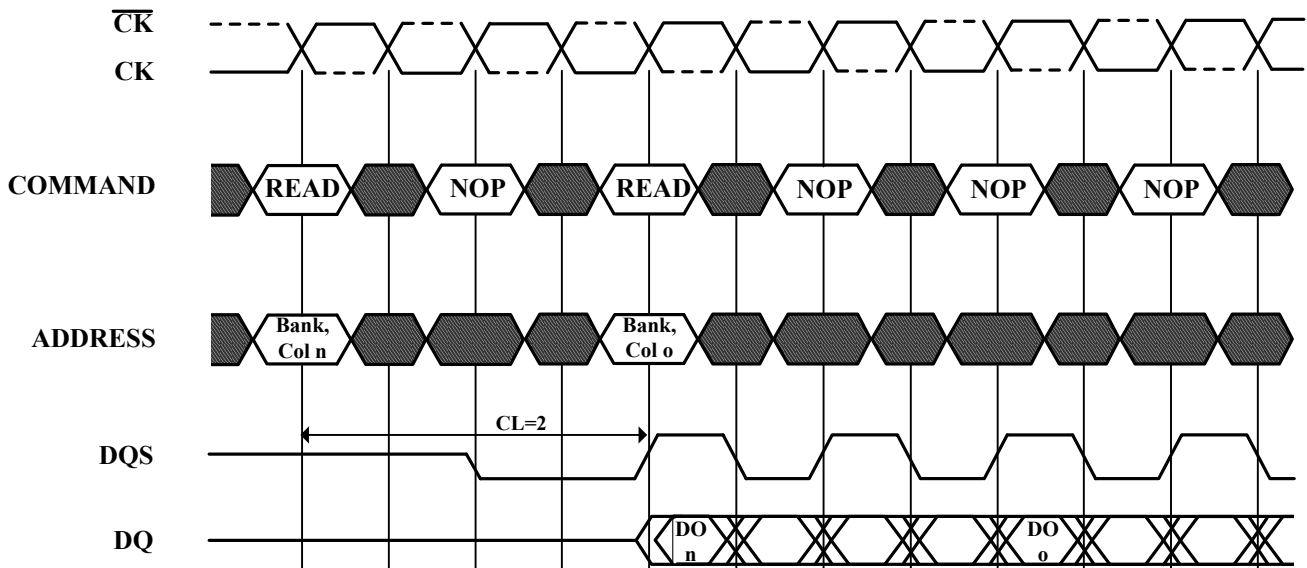 CK
CK
COMMAND
READ
NOP
READ
NOP
NOP
NOP
ADDRESS
Bank,
Col n
Bank,
Col o
CL=2
DQS
DQ
DO
n
DO
o